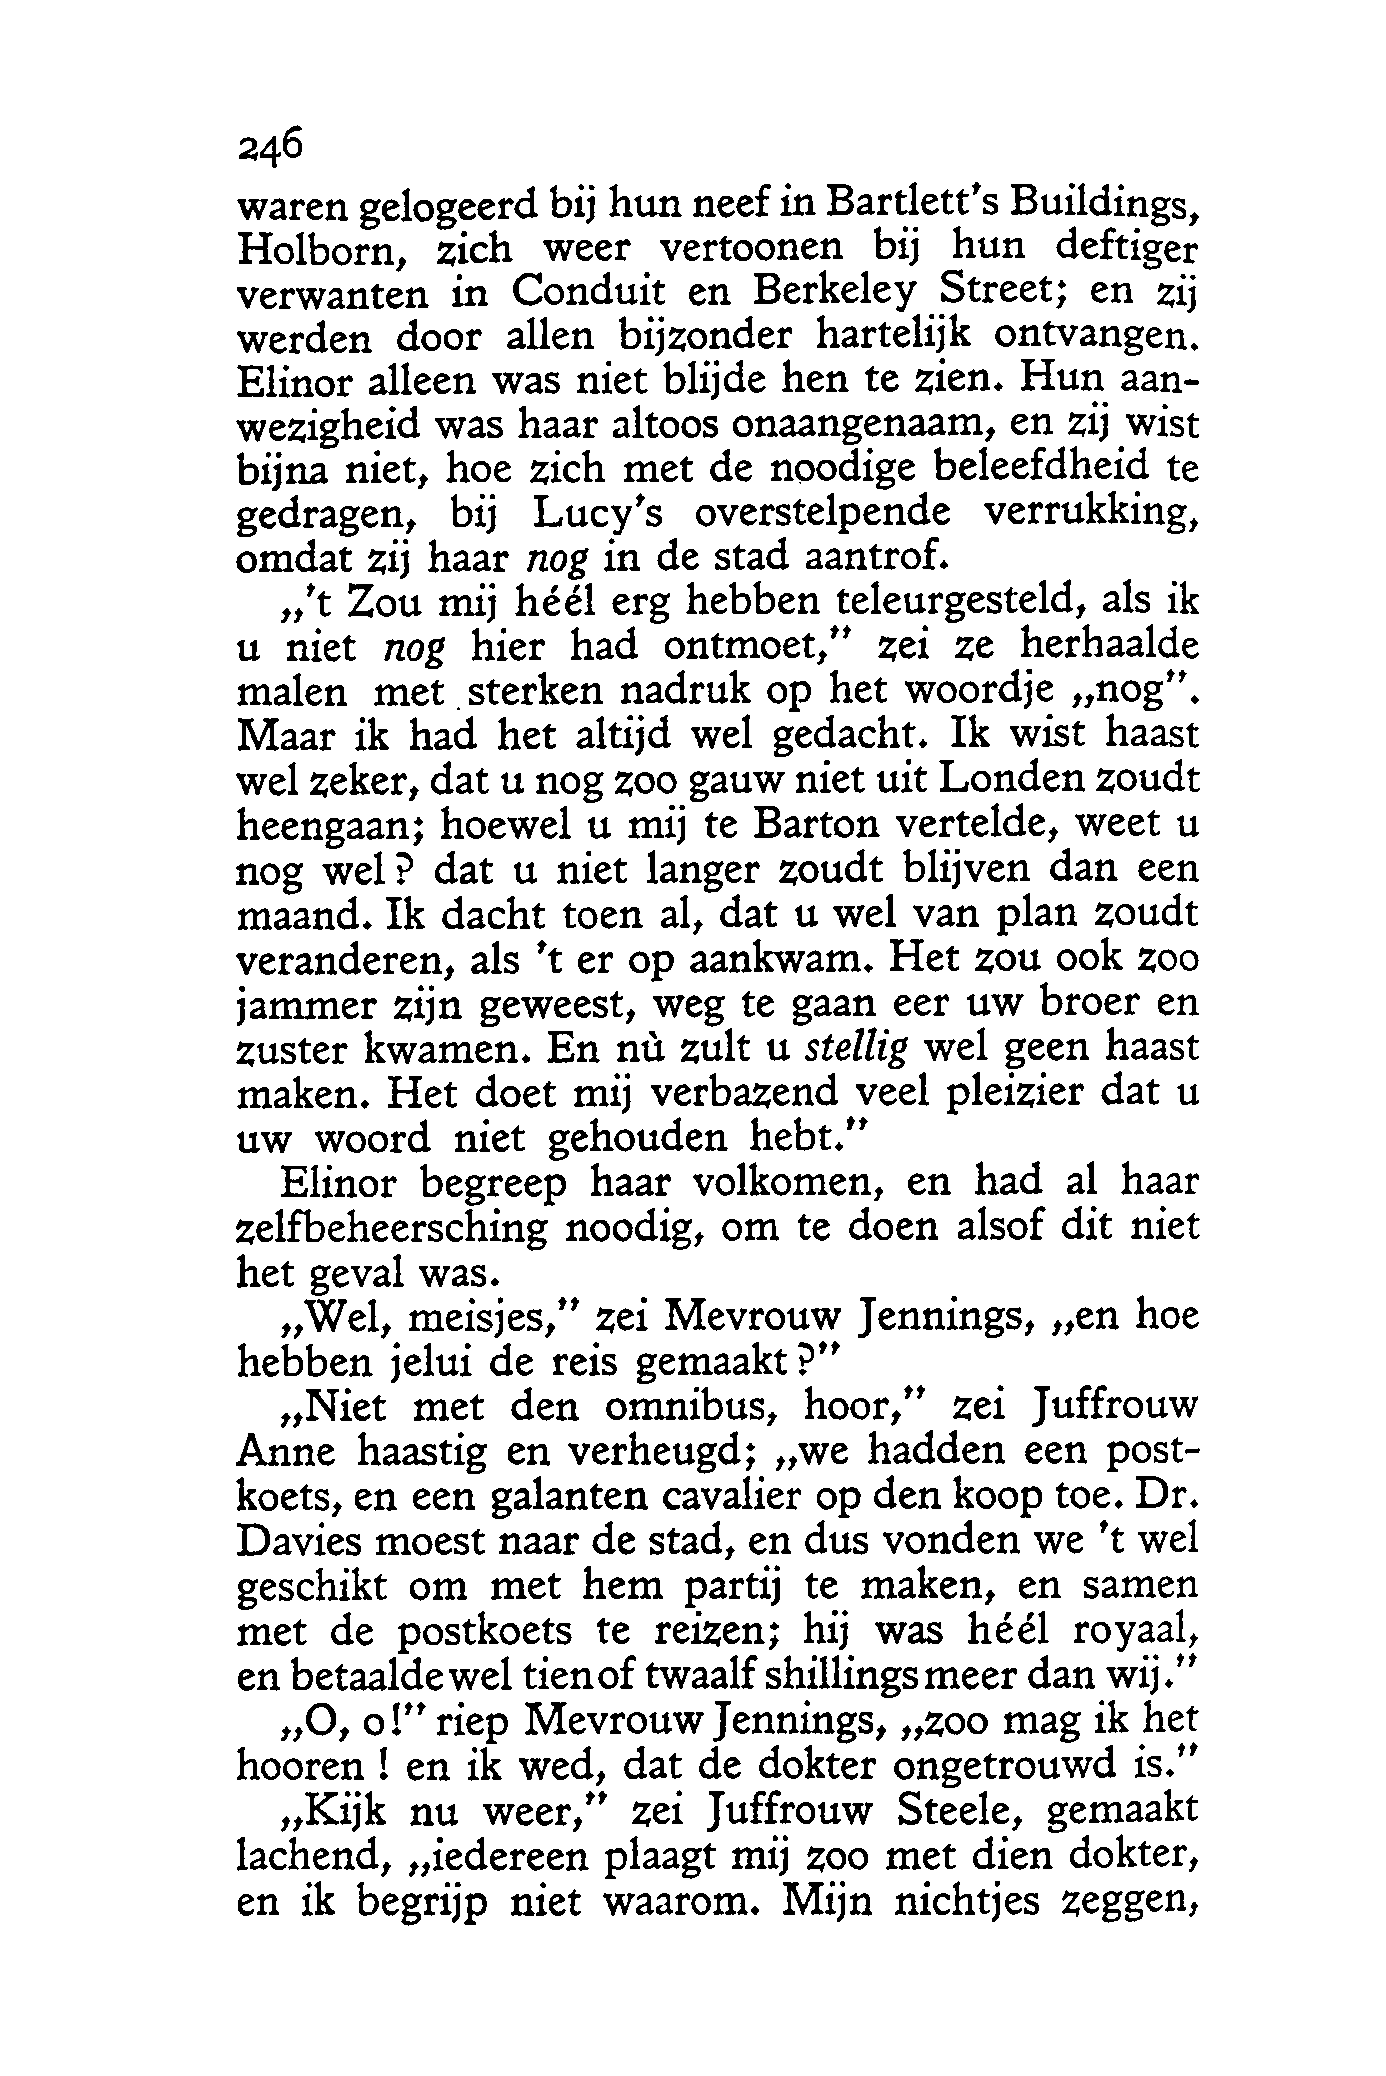 246
waren gelogeerd bij hun neef in Bartlett's Buildings,
Holborn, zich weer vertoonen bij hun deftiger
verwanten in Conduit en Berkeley Street; en zij
werden door allen bijzonder hartelijk ontvangen.
Elinor alleen was niet blijde hen te zien. Hun aan-
wezigheid was haar altoos onaangenaam, en zij wist
bijna niet, hoe zich met de noodige beleefdheid te
gedragen, bij Lucy's overstelpende verrukking,
omdat zij haar nog in de stad aantrof.
„'t Zou mij héél erg hebben teleurgesteld, als ik
u niet nog hier had ontmoet,” zei ze herhaalde
malen met sterken nadruk op het woordje „nog”.
Maar ik had het altijd wel gedacht. Ik wist haast
wel zeker, dat u nog zoo gauw niet uit Londen zoudt
heengaan; hoewel u mij te Barton vertelde, weet u
nog wel? dat u niet langer zoudt blijven dan een
maand. Ik dacht toen al, dat u wel van plan zoudt
veranderen, als 't er op aankwam. Het zou ook zoo
jammer zijn geweest, weg te gaan eer uw broer en
zuster kwamen. En nù zult u stellig wel geen haast
maken. Het doet mij verbazend veel pleizier dat u
uw woord niet gehouden hebt.”
Elinor begreep haar volkomen, en had al haar
zelfbeheersching noodig, om te doen alsof dit niet
het geval was.
„Wel, meisjes,” zei Mevrouw Jennings, „en hoe
hebben jelui de reis gemaakt?”
„Niet met den omnibus, hoor,” zei Juffrouw
Anne haastig en verheugd; „we hadden een post-
koets, en een galanten cavalier op den koop toe. Dr.
Davies moest naar de stad, en dus vonden we 't wel
geschikt om met hem partij te maken, en samen
met de postkoets te reizen; hij was héél royaal,
en betaalde wel tien of twaalf shillings meer dan wij.”
„O, o!” riep Mevrouw Jennings, „zoo mag ik het
hooren! en ik wed, dat de dokter ongetrouwd is.”
„Kijk nu weer,” zei Juffrouw Steele, gemaakt
lachend, „iedereen plaagt mij zoo met dien dokter,
en ik begrijp niet waarom. Mijn nichtjes zeggen,